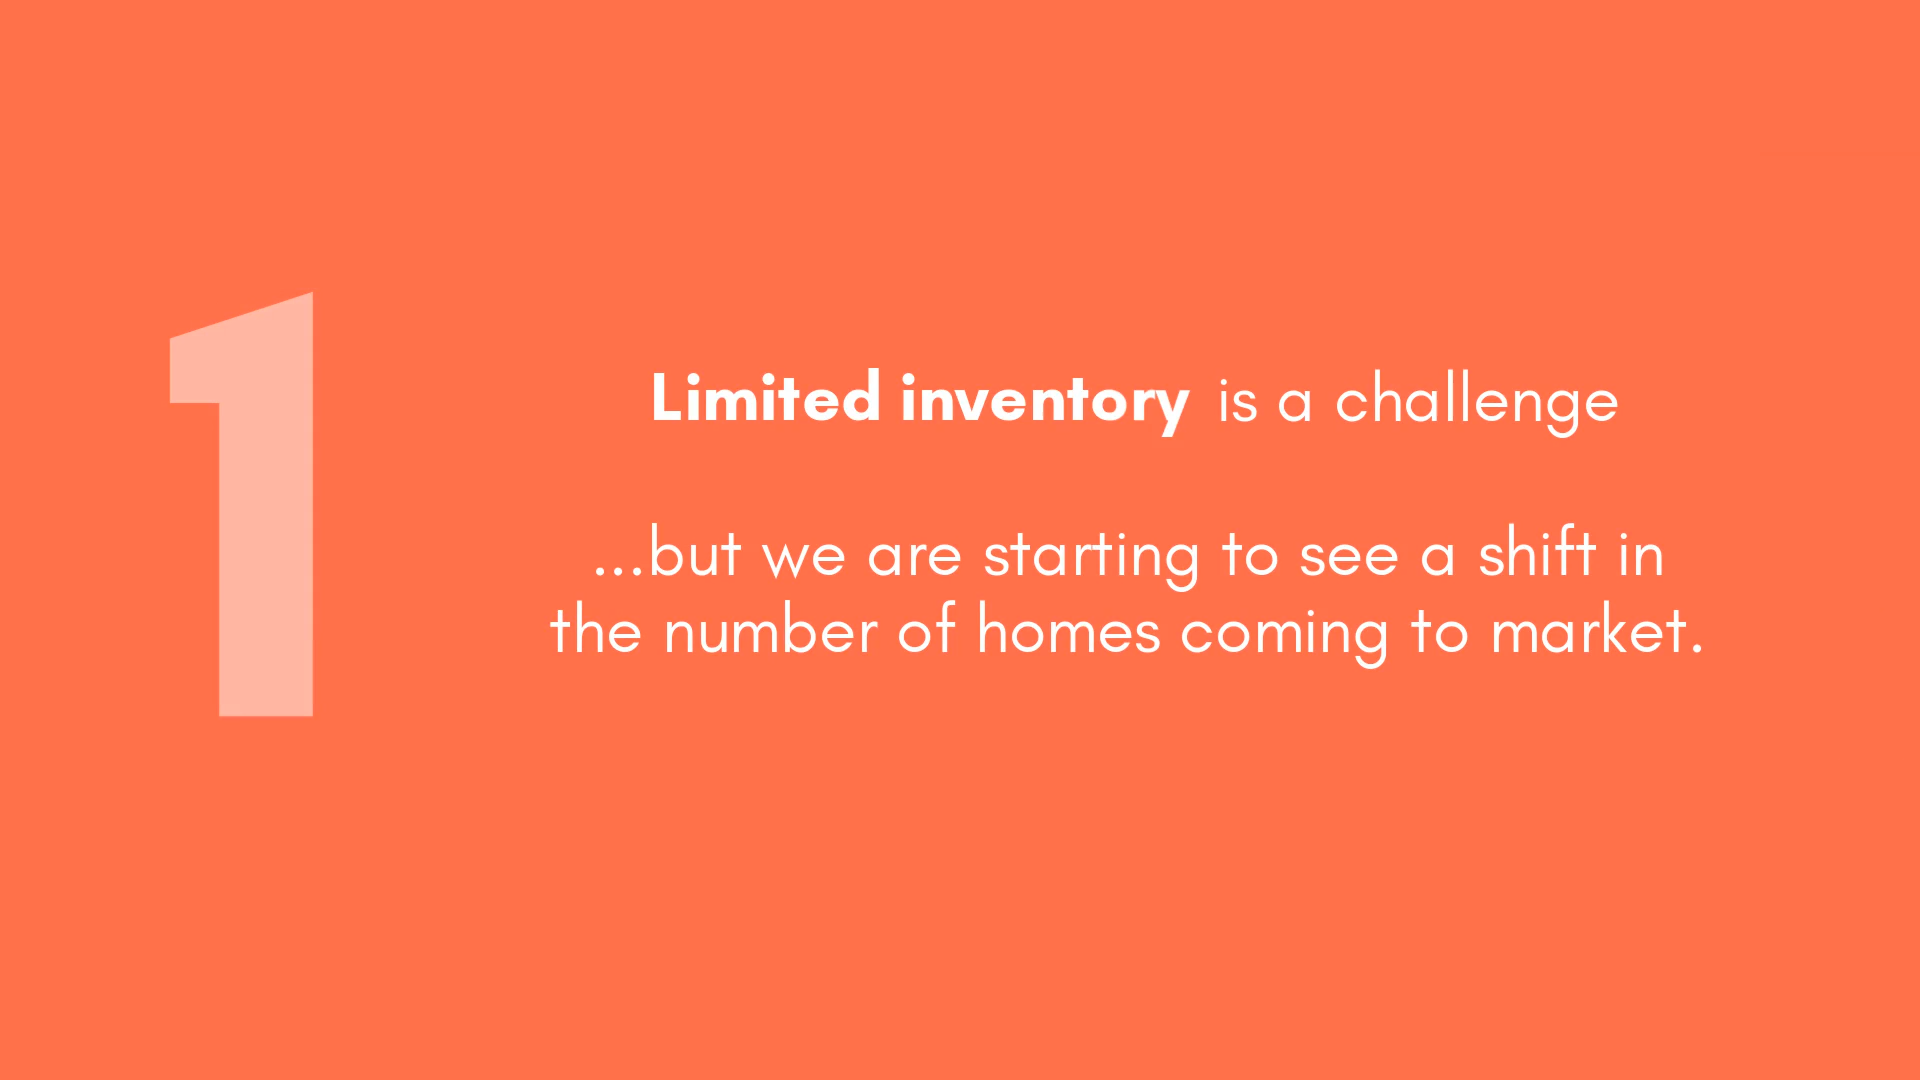 1
Limited inventory is a challenge
...but we are starting to see a shift in
the number of homes coming to market.